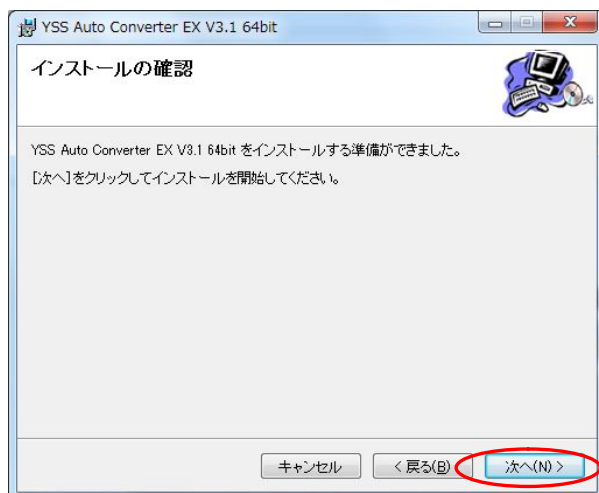 YSS Auto Converter EX V3.1 64bit
インストールの確認
YSS Auto Converter EX V3.1 64bit をインストールする準備ができました。
[次へ]をクリックしてインストールを開始してください。
キャンセル < 戻る(B) 次へ(N) >